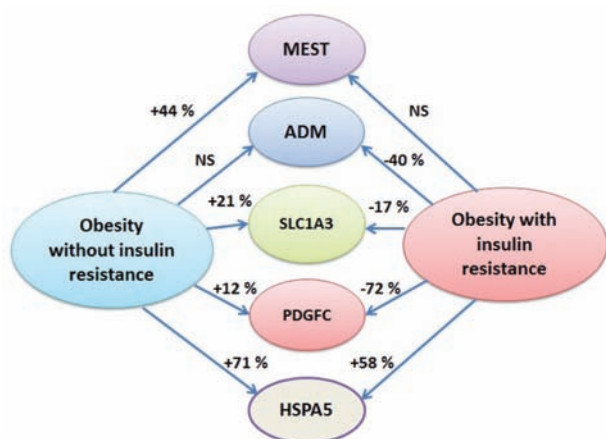 MEST
+44 %
NS
ADM
NS
-40 %
+21 %
-17 %
SLC1A3
Obesity
without insulin
resistance
Obesity with
insulin
resistance
+12 %
-72 %
PDGFC
+71 %
+58 %
HSPA5